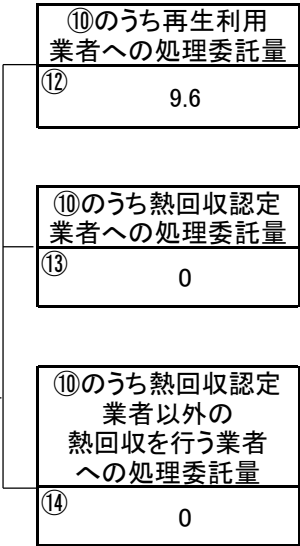 ⑩のうち再生利用
業者への処理委託量
⑫
9.6
⑩のうち熱回収認定
業者への処理委託量
⑬
0
⑩のうち熱回収認定
業者以外の
熱回収を行う業者
への処理委託量
⑭
0